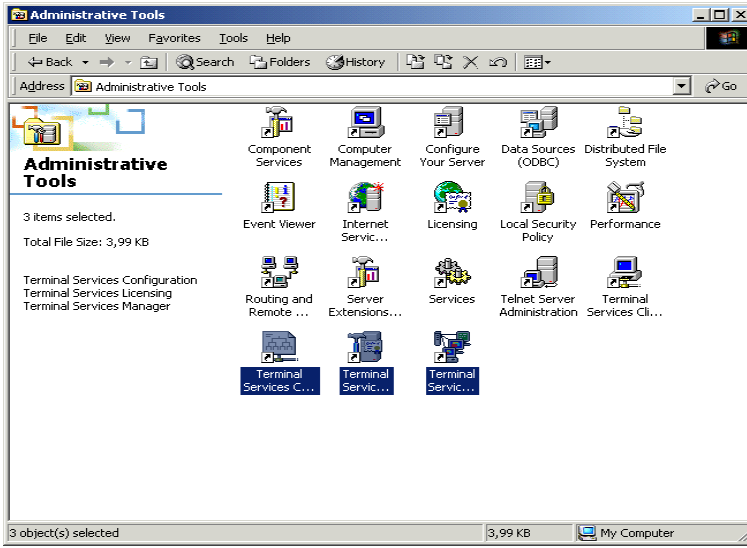 Administrative Tools
File Edit View Favorites Tools Help
Back Search Folders History
Address Administrative Tools Go
Administrative
Tools
3 items selected.
Total File Size: 3,99 KB
Terminal Services Configuration
Terminal Services Licensing
Terminal Services Manager
Component
Services
Computer
Management
Configure
Your Server
Data Sources
(ODBC)
Distributed File
System
Event Viewer
Internet
Servic...
Licensing
Local Security
Policy
Performance
Routing and
Remote ...
Server
Extensions...
Services
Telnet Server
Administration
Terminal
Services Cli...
Terminal
Services C...
Terminal
Servic...
Terminal
Servic...
3 object(s) selected
3,99 KB
My Computer